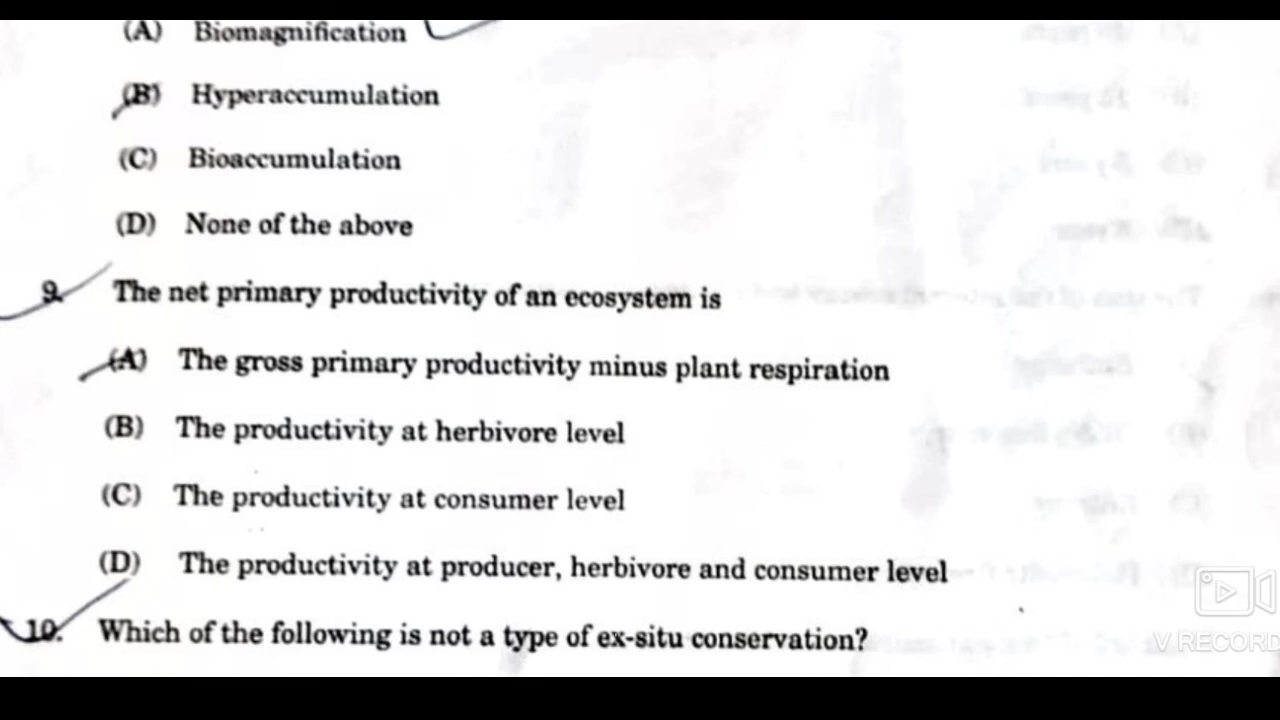 (A) Biomagnification
(B) Hyperaccumulation
(C) Bioaccumulation
(D) None of the above
9. The net primary productivity of an ecosystem is
(A) The gross primary productivity minus plant respiration
(B) The productivity at herbivore level
(C) The productivity at consumer level
(D) The productivity at producer, herbivore and consumer level
10. Which of the following is not a type of ex-situ conservation?
V RECORD